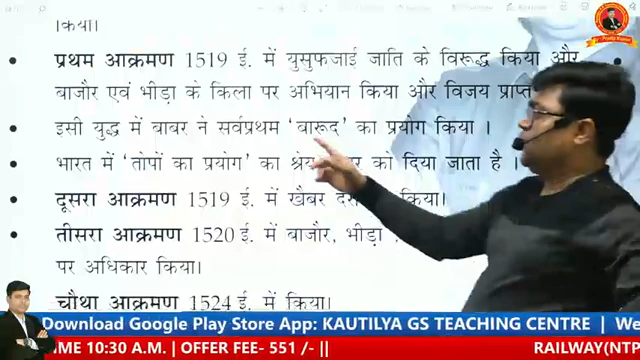 किया।
• प्रथम आक्रमण 1519 ई. में युसुफजाई जाति के विरूद्ध किया और
बाजौर एवं भीड़ा के किला पर अभियान किया और विजय प्राप्त
• इसी युद्ध में बाबर ने सर्वप्रथम 'बारूद' का प्रयोग किया ।
• भारत में 'तोपों का प्रयोग' का श्रेय को दिया जाता है ।
• दूसरा आक्रमण 1519 ई. में खैबर किया।
• तीसरा आक्रमण 1520 ई. में बाजौर, भीड़ा
पर अधिकार किया।
चौथा आक्रमण 1524 ई. में किया।
Download Google Play Store App: KAUTILYA GS TEACHING CENTRE | We
ME 10:30 A.M. | OFFER FEE- 551 /- || RAILWAY(NTP